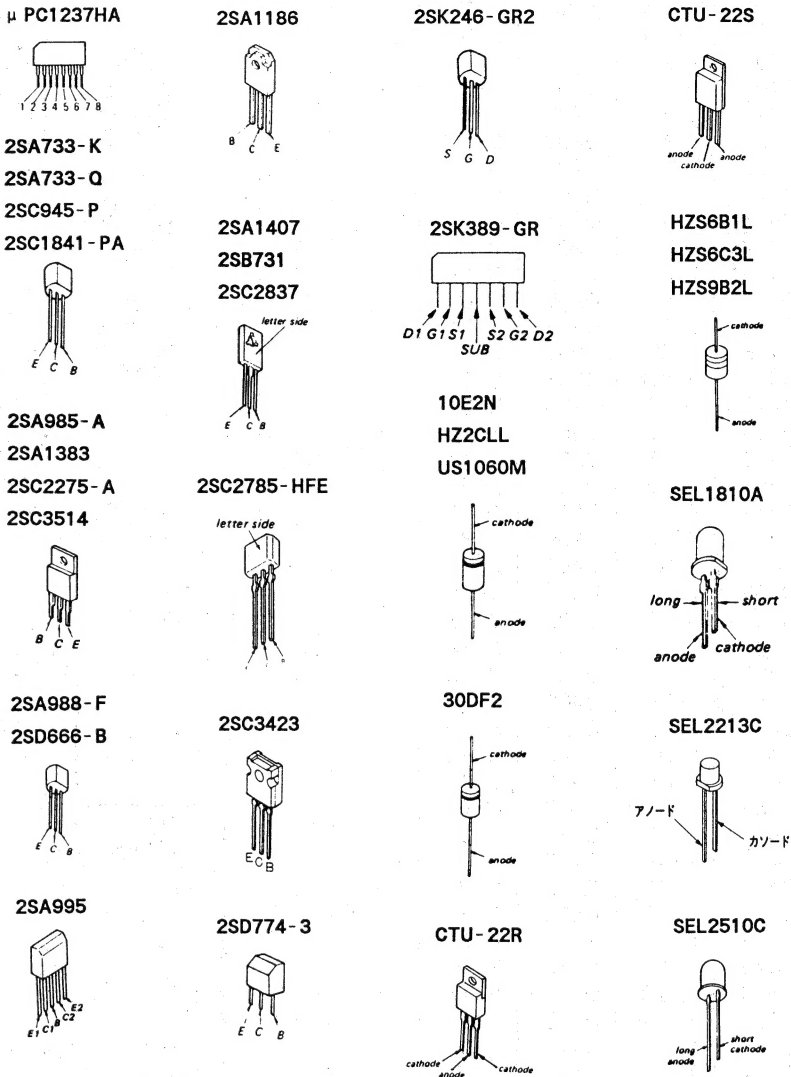 μ PC1237HA
1 2 3 4 5 6 7 8
2SA733-K
2SA733-Q
2SC945-P
2SC1841-PA
E C B
2SA985-A
2SA1383
2SC2275-A
2SC3514
B C E
2SA988-F
2SD666-B
E C B
2SA995
E1 C1 B C2 E2
2SA1186
B C E
2SA1407
2SB731
2SC2837
letter side
E C B
2SC2785-HFE
letter side
2SC3423
E C B
2SD774-3
E C B
2SK246-GR2
S G D
2SK389-GR
D1 G1 S1 SUB S2 G2 D2
10E2N
HZ2CLL
US1060M
cathode
anode
30DF2
cathode
anode
CTU-22R
cathode
anode
cathode
CTU-22S
anode
cathode
anode
HZS6B1L
HZS6C3L
HZS9B2L
cathode
anode
SEL1810A
long short
anode cathode
SEL2213C
アノード
カソード
SEL2510C
long
anode
short
cathode